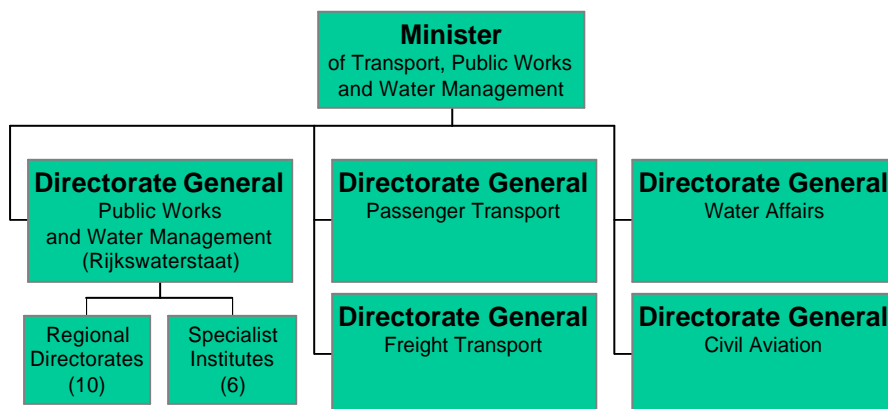 Minister
of Transport, Public Works
and Water Management
Directorate General
Public Works
and Water Management
(Rijkswaterstaat)
Directorate General
Passenger Transport
Directorate General
Water Affairs
Regional
Directorates
(10)
Specialist
Institutes
(6)
Directorate General
Freight Transport
Directorate General
Civil Aviation